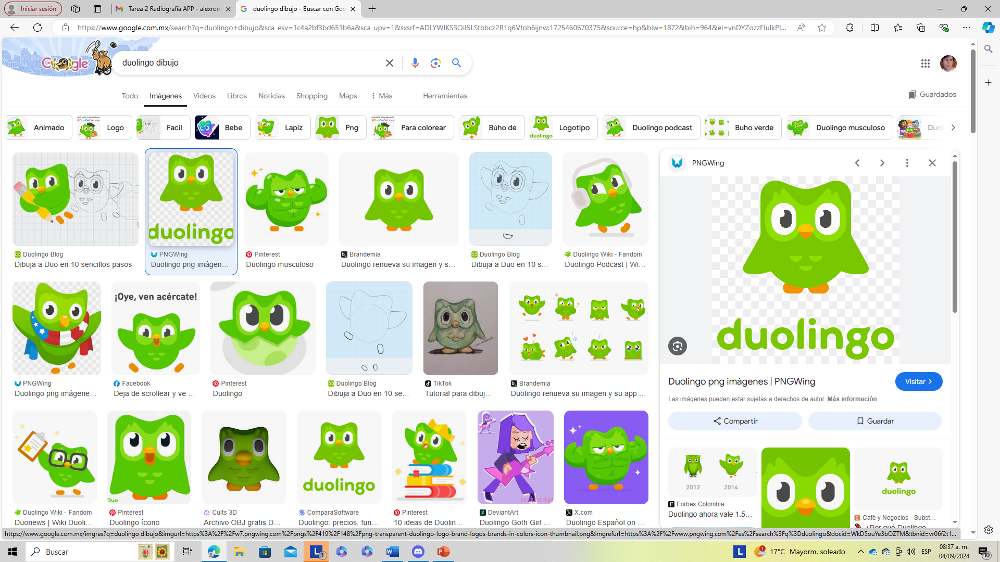 Iniciar sesión
Tarea 2 Radiografía APP - alexrom
duolingo dibujo - Buscar con Goo
https://www.google.com.mx/search?q=duolingo+dibujo&sca_esv=1c4a2bf3bd651b6a&sca_upv=1&sxsrf=ADLYWIKS3Oil5LStbbcz2R1q6Vtoh6ijnw:1725460670375&source=hp&biw=1872&bih=964&ei=vnDYZozzFIulkPI...
Google
duolingo dibujo
Todo Imágenes Videos Libros Noticias Shopping Maps Más Herramientas
Guardados
Animado Logo Facil Bebe Lapiz Png Para colorear Búho de Logotipo Duolingo podcast Buho verde Duolingo musculoso Duol
duolingo
duolingo
Duolingo Blog
Dibuja a Duo en 10 sencillos pasos
PNGWing
Duolingo png imágen...
Pinterest
Duolingo musculoso
Brandemia
Duolingo renueva su imagen y s...
Duolingo Blog
Dibuja a Duo en 10 s...
Duolingo Wiki - Fandom
Duolingo Podcast | Wi...
¡Oye, ven acércate!
PNGWing
Duolingo png imágene...
Facebook
Deja de scrollear y ve ...
Pinterest
Duolingo
Duolingo Blog
Dibuja a Duo en 10 se...
TikTok
Tutorial para dibuj...
Brandemia
Duolingo renueva su imagen y su app ...
Duo
duolingo
Duolingo Wiki - Fandom
Duonews | Wiki Duoli...
Pinterest
Duolingo ícono
Cults 3D
Archivo OBJ gratis D...
ComparaSoftware
Duolingo: precios, fun...
Pinterest
10 ideas de Duolin...
DeviantArt
Duolingo Goth Girl ...
X.com
Duolingo Español on ...
PNGWing
duolingo
Duolingo png imágenes | PNGWing
Visitar
Las imágenes pueden estar sujetas a derechos de autor. Más información
Compartir
Guardar
2012 2014
Forbes Colombia
Duolingo ahora vale 1.5...
duolingo
Café y Negocios - Subst...
¿Por qué Duolingo
https://www.google.com.mx/imgres?q=duolingo dibujo&imgurl=https%3A%2F%2Fw7.pngwing.com%2Fpngs%2F419%2F148%2Fpng-transparent-duolingo-logo-brand-logos-brands-in-colors-icon-thumbnail.png&imgrefurl=https%3A%2F%2Fwww.pngwing.com%2Fes%2Fsearch%3Fq%3Dduolingo&docid=WkD5ouYe3bOZTM&tbnid=vr06f2t1...
Buscar
1
17°C Mayorm. soleado
ESP
08:37 a. m.
04/09/2024
10